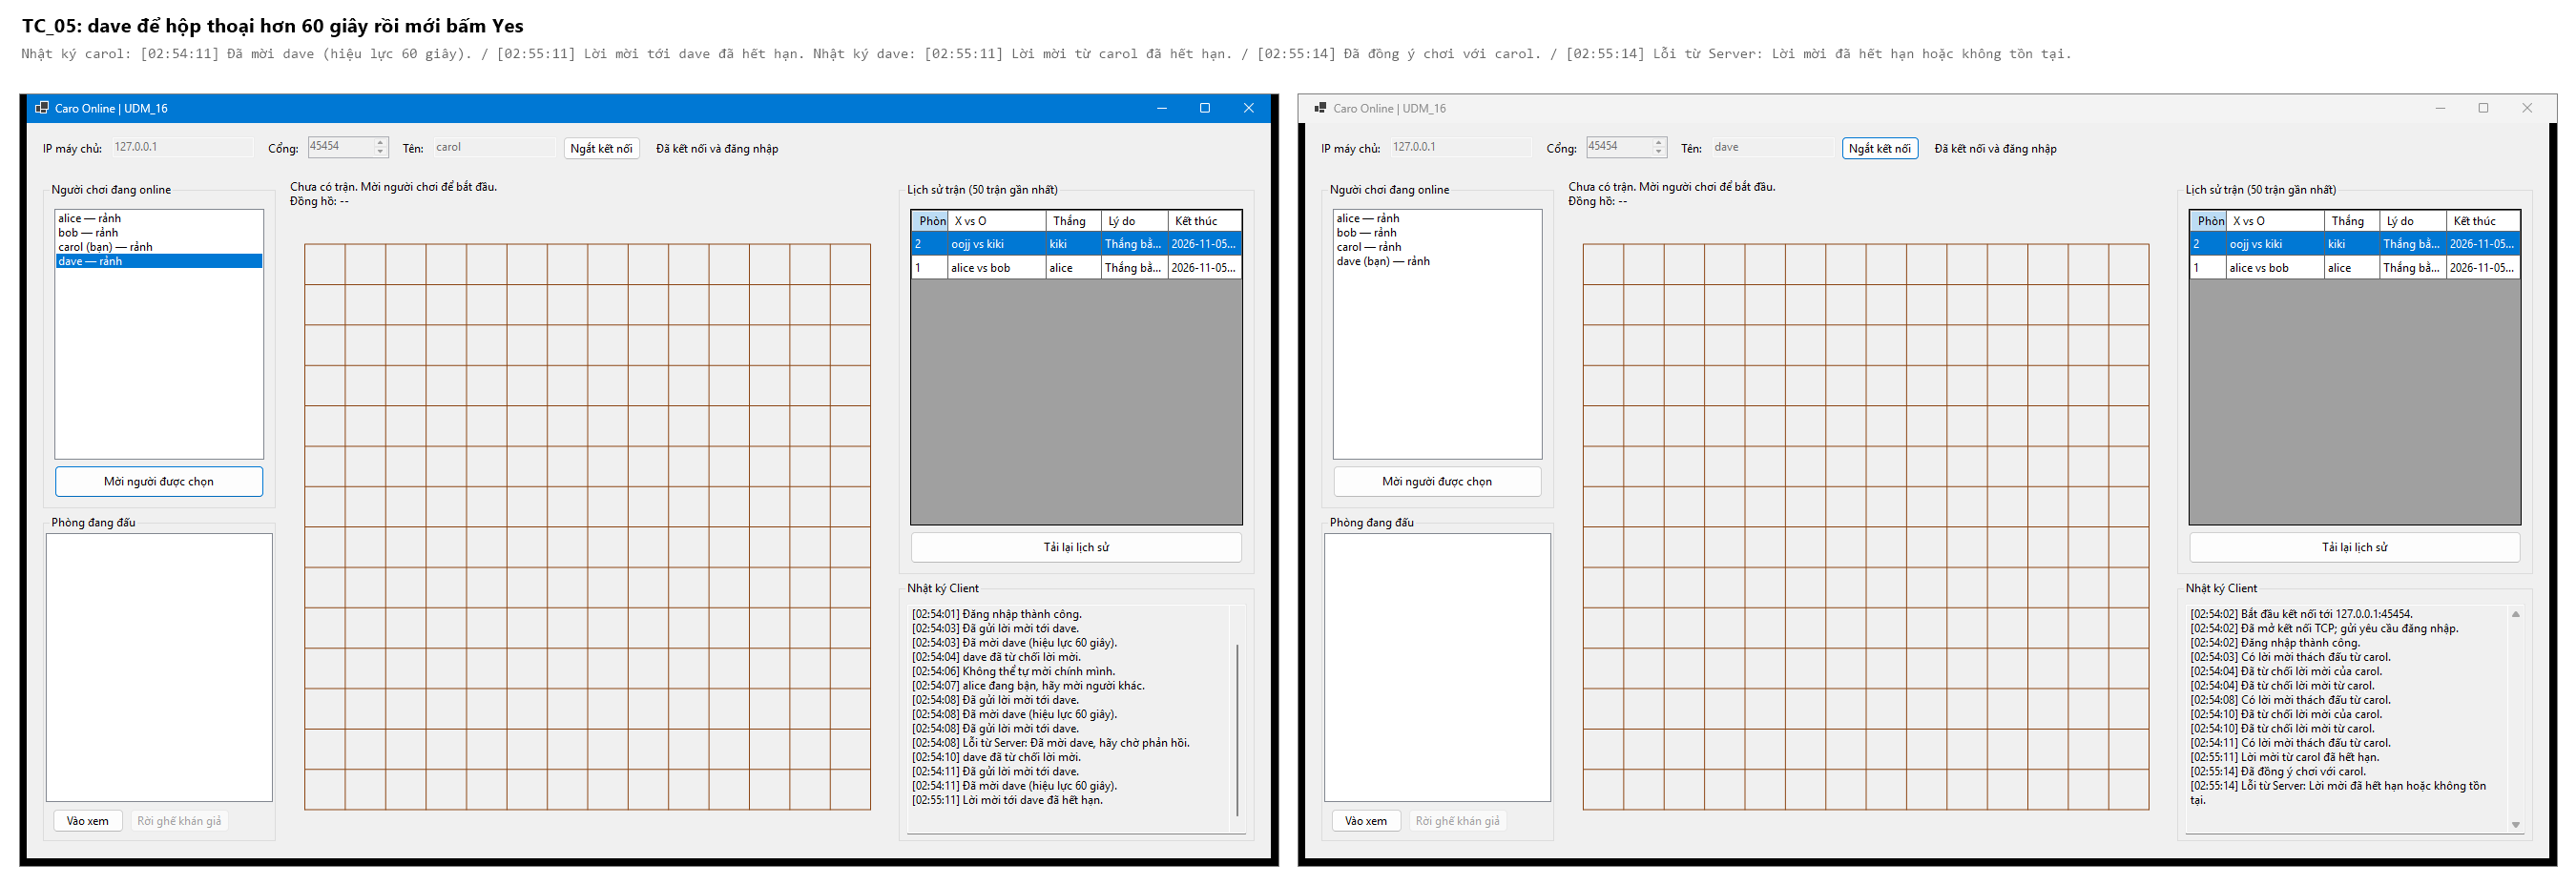 TC_05: dave để hộp thoại hơn 60 giây rồi mới bấm Yes
Nhật ký carol: [02:54:11] Đã mời dave (hiệu lực 60 giây). / [02:55:11] Lời mời tới dave đã hết hạn. Nhật ký dave: [02:55:11] Lời mời từ carol đã hết hạn. / [02:55:14] Đã đồng ý chơi với carol. / [02:55:14] Lỗi từ Server: Lời mời đã hết hạn hoặc không tồn tại.
Caro Online | UDM_16
IP máy chủ: 127.0.0.1 Cổng: 45454 Tên: carol Ngắt kết nối Đã kết nối và đăng nhập
Người chơi đang online
alice — rảnh
bob — rảnh
carol (bạn) — rảnh
dave — rảnh
Mời người được chọn
Phòng đang đấu
Vào xem Rời ghế khán giả
Chưa có trận. Mời người chơi để bắt đầu.
Đồng hồ: --
Lịch sử trận (50 trận gần nhất)
Phòn X vs O Thắng Lý do Kết thúc
2 oojj vs kiki kiki Thắng bằ... 2026-11-05...
1 alice vs bob alice Thắng bằ... 2026-11-05...
Tải lại lịch sử
Nhật ký Client
[02:54:01] Đăng nhập thành công.
[02:54:03] Đã gửi lời mời tới dave.
[02:54:03] Đã mời dave (hiệu lực 60 giây).
[02:54:04] dave đã từ chối lời mời.
[02:54:06] Không thể tự mời chính mình.
[02:54:07] alice đang bận, hãy mời người khác.
[02:54:08] Đã gửi lời mời tới dave.
[02:54:08] Đã mời dave (hiệu lực 60 giây).
[02:54:08] Đã gửi lời mời tới dave.
[02:54:08] Lỗi từ Server: Đã mời dave, hãy chờ phản hồi.
[02:54:10] dave đã từ chối lời mời.
[02:54:11] Đã gửi lời mời tới dave.
[02:54:11] Đã mời dave (hiệu lực 60 giây).
[02:55:11] Lời mời tới dave đã hết hạn.
Caro Online | UDM_16
IP máy chủ: 127.0.0.1 Cổng: 45454 Tên: dave Ngắt kết nối Đã kết nối và đăng nhập
Người chơi đang online
alice — rảnh
bob — rảnh
carol — rảnh
dave (bạn) — rảnh
Mời người được chọn
Phòng đang đấu
Vào xem Rời ghế khán giả
Chưa có trận. Mời người chơi để bắt đầu.
Đồng hồ: --
Lịch sử trận (50 trận gần nhất)
Phòn X vs O Thắng Lý do Kết thúc
2 oojj vs kiki kiki Thắng bằ... 2026-11-05...
1 alice vs bob alice Thắng bằ... 2026-11-05...
Tải lại lịch sử
Nhật ký Client
[02:54:02] Bắt đầu kết nối tới 127.0.0.1:45454.
[02:54:02] Đã mở kết nối TCP; gửi yêu cầu đăng nhập.
[02:54:02] Đăng nhập thành công.
[02:54:03] Có lời mời thách đấu từ carol.
[02:54:04] Đã từ chối lời mời của carol.
[02:54:04] Đã từ chối lời mời từ carol.
[02:54:08] Có lời mời thách đấu từ carol.
[02:54:10] Đã từ chối lời mời của carol.
[02:54:10] Đã từ chối lời mời từ carol.
[02:54:11] Có lời mời thách đấu từ carol.
[02:55:11] Lời mời từ carol đã hết hạn.
[02:55:14] Đã đồng ý chơi với carol.
[02:55:14] Lỗi từ Server: Lời mời đã hết hạn hoặc không tồn
tại.